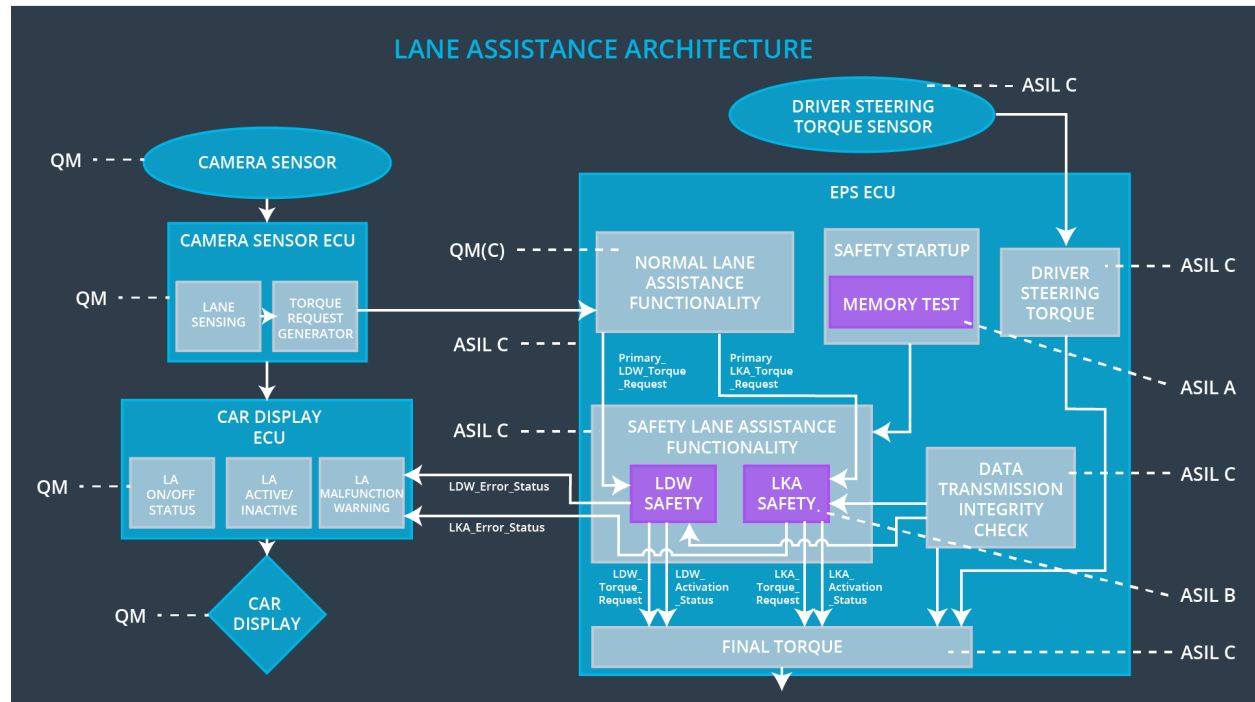 LANE ASSISTANCE ARCHITECTURE
ASIL C
DRIVER STEERING
TORQUE SENSOR
QM
CAMERA SENSOR
EPS ECU
CAMERA SENSOR ECU
QM
LANE
SENSING
TORQUE
REQUEST
GENERATOR
QM(C)
NORMAL LANE
ASSISTANCE
FUNCTIONALITY
SAFETY STARTUP
MEMORY TEST
DRIVER
STEERING
TORQUE
ASIL C
ASIL C
Primary_
LDW_Torque
_Request
Primary
LKA_Torque
_Request
ASIL A
CAR DISPLAY
ECU
QM
LA
ON/OFF
STATUS
LA
ACTIVE/
INACTIVE
LA
MALFUNCTION
WARNING
LDW_Error_Status
LKA_Error_Status
ASIL C
SAFETY LANE ASSISTANCE
FUNCTIONALITY
LDW
SAFETY
LKA
SAFETY
DATA
TRANSMISSION
INTEGRITY
CHECK
ASIL C
LDW_
Torque_
Request
LDW_
Activation
_Status
LKA_
Torque_
Request
LKA_
Activation
_Status
ASIL B
QM
CAR
DISPLAY
FINAL TORQUE
ASIL C